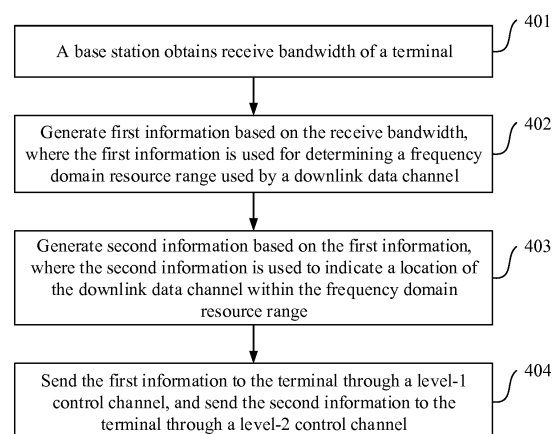 401
A base station obtains receive bandwidth of a terminal
402
Generate first information based on the receive bandwidth,
where the first information is used for determining a frequency
domain resource range used by a downlink data channel
403
Generate second information based on the first information,
where the second information is used to indicate a location of
the downlink data channel within the frequency domain
resource range
404
Send the first information to the terminal through a level-1
control channel, and send the second information to the
terminal through a level-2 control channel